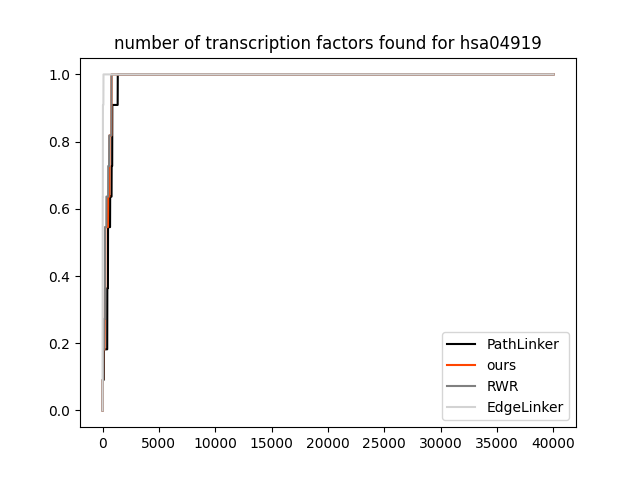 number of transcription factors found for hsa04919
1.0
0.8
0.6
0.4
0.2
0.0
PathLinker
ours
RWR
EdgeLinker
0 5000 10000 15000 20000 25000 30000 35000 40000